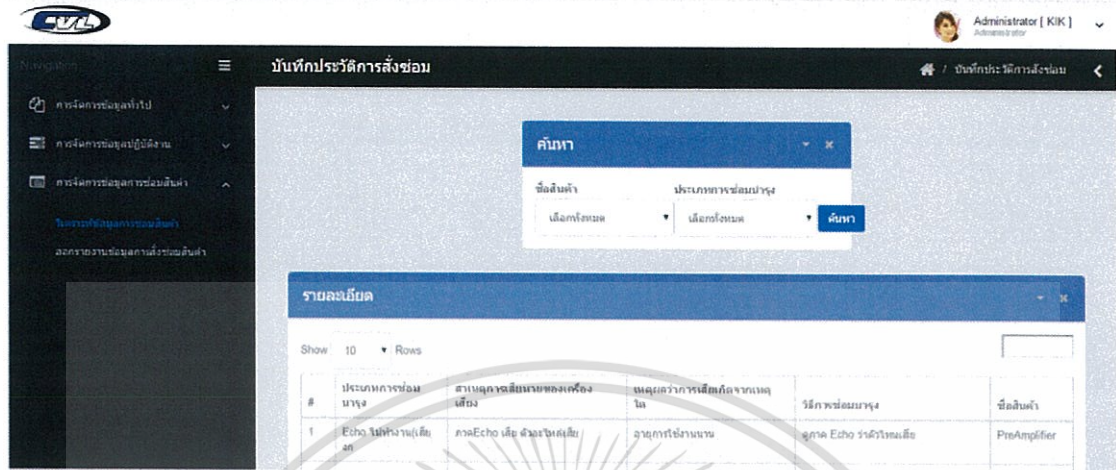 CVL
Administrator [ KIK ]
Administrator
Navigation
บันทึกประวัติการสั่งซ่อม
/ บันทึกประวัติการสั่งซ่อม
การจัดการข้อมูลทั่วไป
การจัดการข้อมูลปฏิบัติงาน
การจัดการข้อมูลการซ่อมสินค้า
วิเคราะห์ข้อมูลการซ่อมสินค้า
ออกรายงานข้อมูลการสั่งซ่อมสินค้า
ค้นหา
ชื่อสินค้า ประเภทการซ่อมบำรุง
เลือกทั้งหมด เลือกทั้งหมด ค้นหา
รายละเอียด
Show 10 Rows
# ประเภทการซ่อมบำรุง สาเหตุการเสียหายของเครื่องเสียง เหตุผลว่าการเสียเกิดจากเหตุใด วิธีการซ่อมบำรุง ชื่อสินค้า
1 Echo ไม่ทำงาน ภาคEcho เสีย อายุการใช้งานนาน ดูภาค Echo ว่าตัวไหนเสีย PreAmplifier